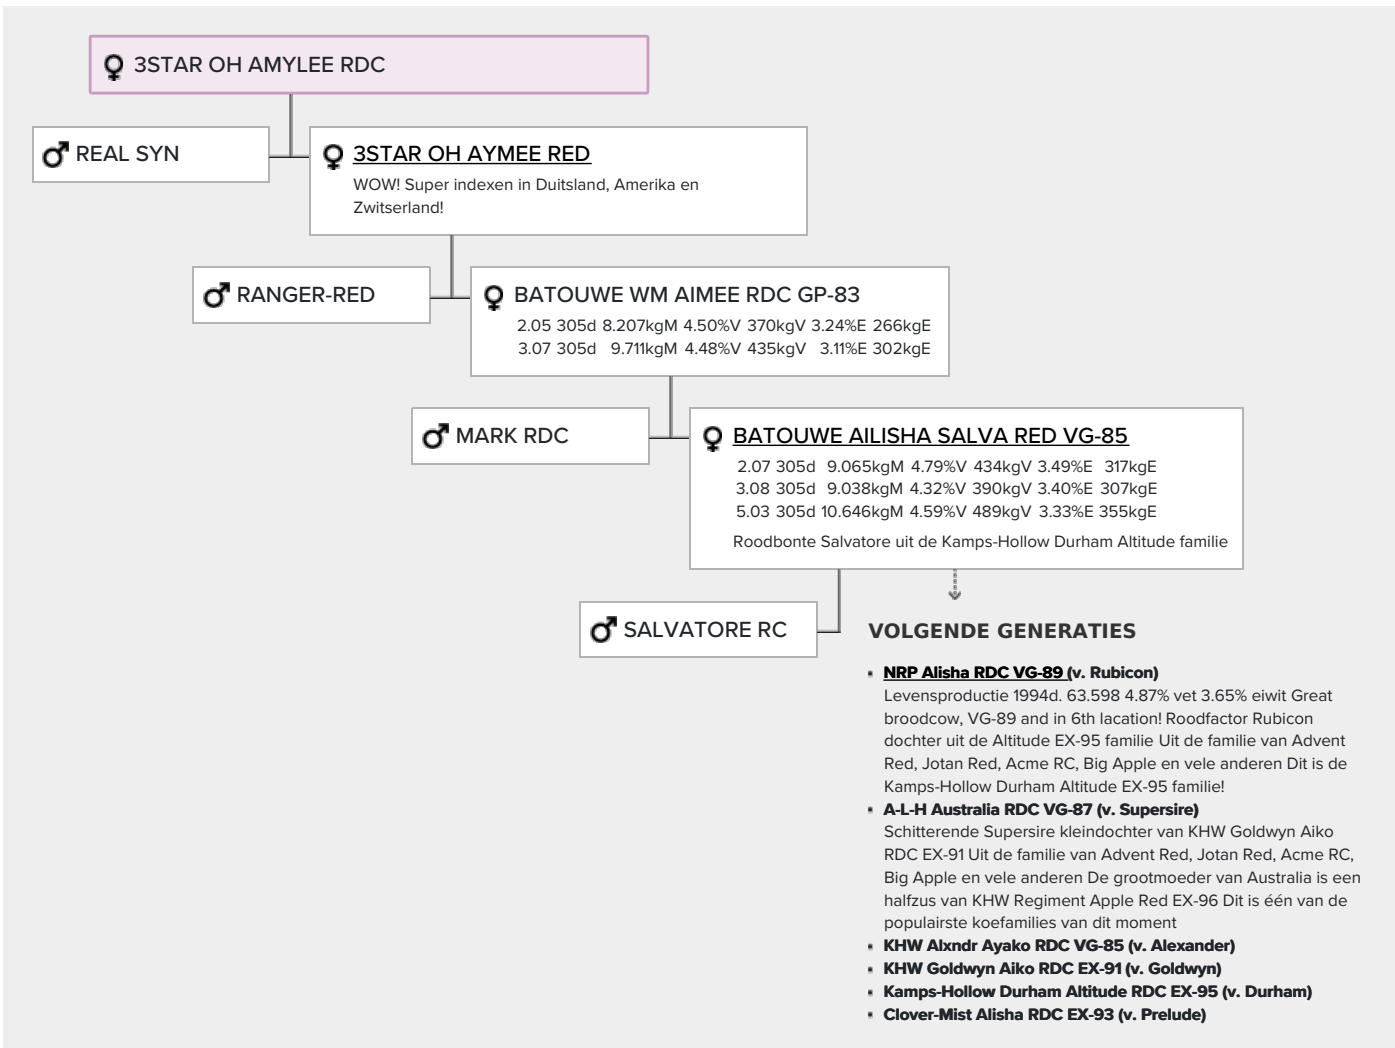 3STAR OH AMYLEE RDC
REAL SYN
3STAR OH AYMEE RED
WOW! Super indexen in Duitsland, Amerika en
Zwitserland!
RANGER-RED
BATOUWE WM AIMEE RDC GP-83
2.05 305d 8.207kgM 4.50%V 370kgV 3.24%E 266kgE
3.07 305d 9.711kgM 4.48%V 435kgV 3.11%E 302kgE
MARK RDC
BATOUWE AILISHA SALVA RED VG-85
2.07 305d 9.065kgM 4.79%V 434kgV 3.49%E 317kgE
3.08 305d 9.038kgM 4.32%V 390kgV 3.40%E 307kgE
5.03 305d 10.646kgM 4.59%V 489kgV 3.33%E 355kgE
Roodbonte Salvatore uit de Kamps-Hollow Durham Altitude familie
SALVATORE RC
VOLGENDE GENERATIES
NRP Alisha RDC VG-89 (v. Rubicon)
Levensproductie 1994d. 63.598 4.87% vet 3.65% eiwit Great
broodcow, VG-89 and in 6th lacation! Roodfactor Rubicon
dochter uit de Altitude EX-95 familie Uit de familie van Advent
Red, Jotan Red, Acme RC, Big Apple en vele anderen Dit is de
Kamps-Hollow Durham Altitude EX-95 familie!
A-L-H Australia RDC VG-87 (v. Supersire)
Schitterende Supersire kleindochter van KHW Goldwyn Aiko
RDC EX-91 Uit de familie van Advent Red, Jotan Red, Acme RC,
Big Apple en vele anderen De grootmoeder van Australia is een
halfzus van KHW Regiment Apple Red EX-96 Dit is één van de
populairste koefamilies van dit moment
KHW Alxndr Ayako RDC VG-85 (v. Alexander)
KHW Goldwyn Aiko RDC EX-91 (v. Goldwyn)
Kamps-Hollow Durham Altitude RDC EX-95 (v. Durham)
Clover-Mist Alisha RDC EX-93 (v. Prelude)